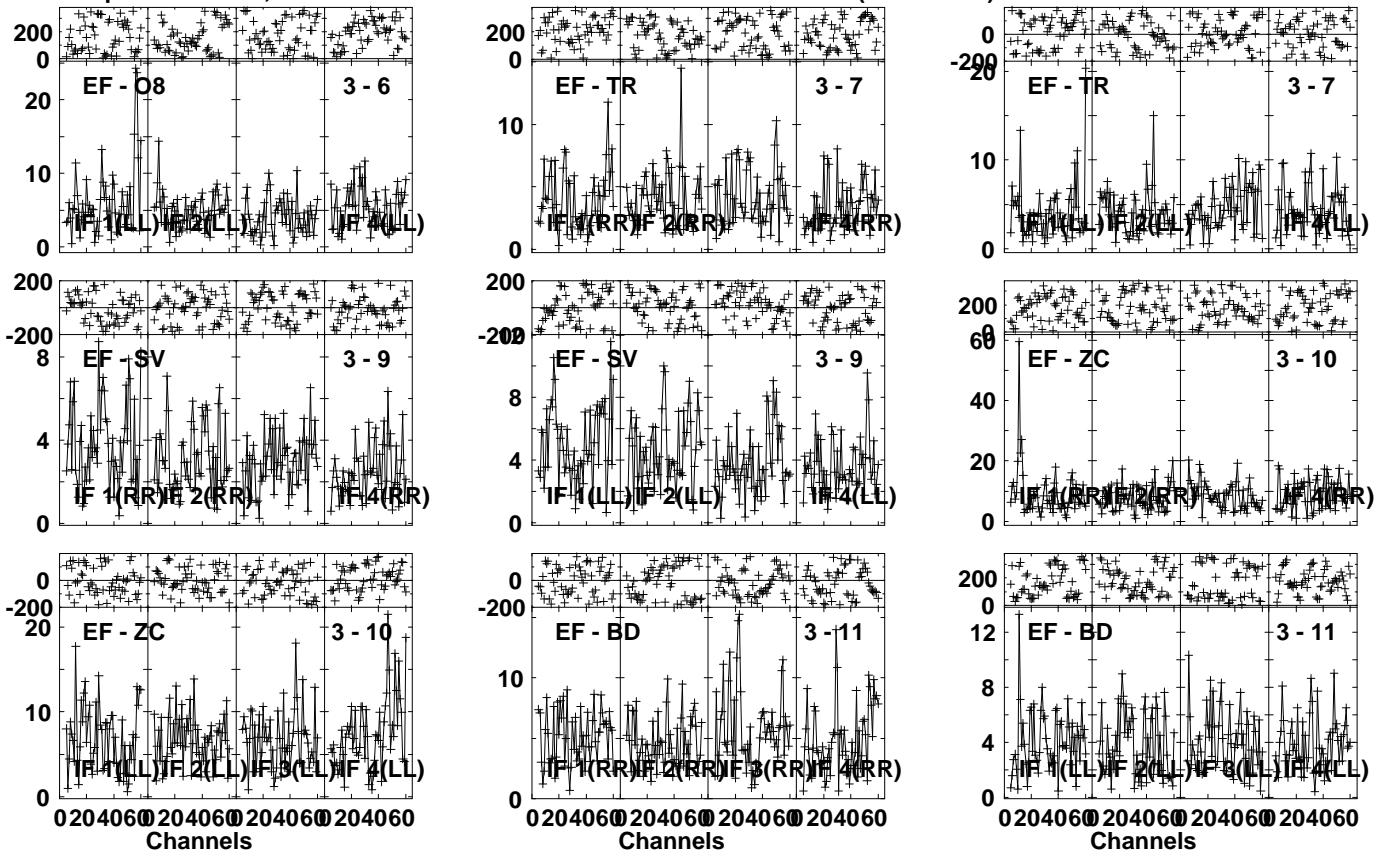 200 200 0
0 0 -200
EF - O8 3 - 6 EF - TR 3 - 7 20 EF - TR 3 - 7
20
10 10 10
IF 1(LL) IF 2(LL) IF 4(LL) IF 1(RR) IF 2(RR) IF 4(RR) IF 1(LL) IF 2(LL) IF 4(LL)
0 0 0
200 200 200
0 0 0
-200 -200 60
EF - SV 3 - 9 12 EF - SV 3 - 9 EF - ZC 3 - 10
8 8 40
4 4 20
IF 1(RR) IF 2(RR) IF 4(RR) IF 1(LL) IF 2(LL) IF 4(LL) IF 1(RR) IF 2(RR) IF 4(RR)
0 0 0
0 0 200
-200 -200 0
20 EF - ZC 3 - 10 EF - BD 3 - 11 12 EF - BD 3 - 11
10 10 8
4
IF 1(LL) IF 2(LL) IF 3(LL) IF 4(LL) IF 1(RR) IF 2(RR) IF 3(RR) IF 4(RR) IF 1(LL) IF 2(LL) IF 3(LL) IF 4(LL)
0 0 0
0 20 40 60 0 20 40 60 0 20 40 60 0 20 40 60 0 20 40 60 0 20 40 60 0 20 40 60 0 20 40 60 0 20 40 60 0 20 40 60 0 20 40 60 0 20 40 60
Channels Channels Channels